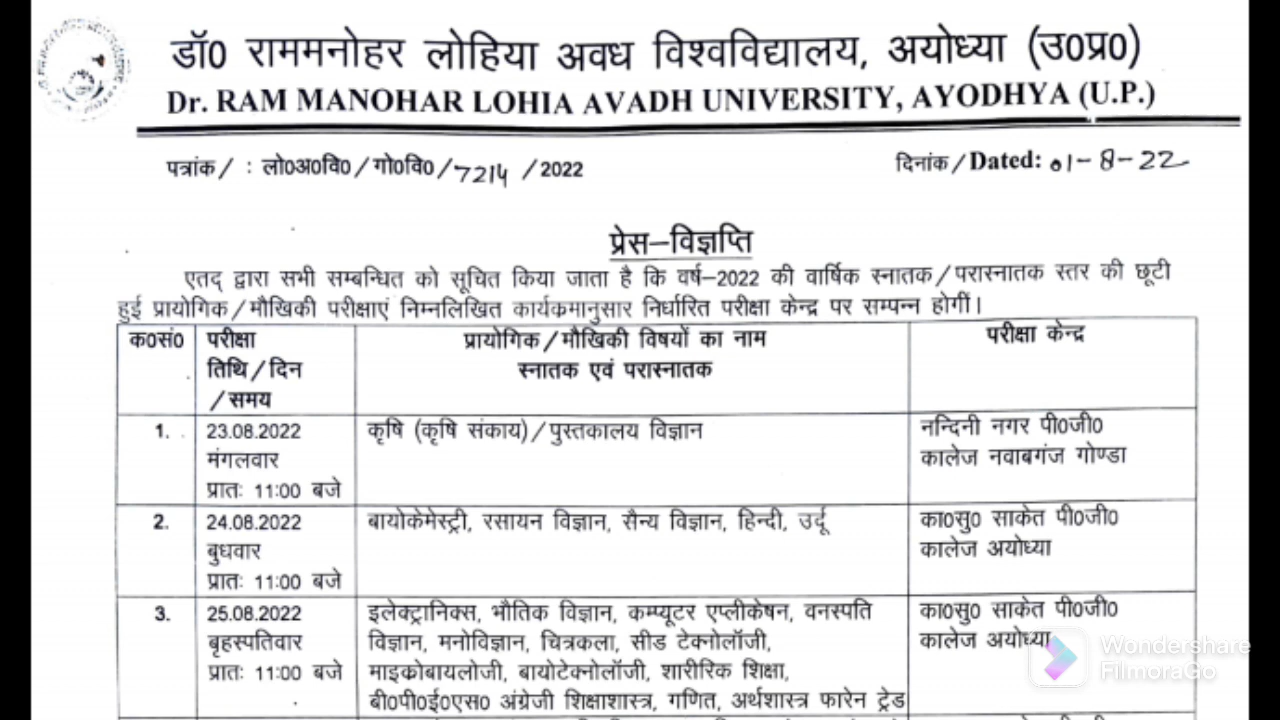 डॉ0 राममनोहर लोहिया अवध विश्वविद्यालय, अयोध्या (उ0प्र0)
Dr. RAM MANOHAR LOHIA AVADH UNIVERSITY, AYODHYA (U.P.)
पत्रांक/ : लो0अ0वि0/गो0वि0/7214 /2022 दिनांक/Dated: 01-8-22
प्रेस–विज्ञप्ति
एतद् द्वारा सभी सम्बन्धित को सूचित किया जाता है कि वर्ष–2022 की वार्षिक स्नातक/परास्नातक स्तर की छूटी
हुई प्रायोगिक/मौखिकी परीक्षाएं निम्नलिखित कार्यक्रमानुसार निर्धारित परीक्षा केन्द्र पर सम्पन्न होगीं।
क0सं0 परीक्षा प्रायोगिक/मौखिकी विषयों का नाम परीक्षा केन्द्र
तिथि/दिन स्नातक एवं परास्नातक
/समय
1. 23.08.2022 कृषि (कृषि संकाय)/पुस्तकालय विज्ञान नन्दिनी नगर पी0जी0
मंगलवार कालेज नवाबगंज गोण्डा
प्रातः 11:00 बजे
2. 24.08.2022 बायोकेमेस्ट्री, रसायन विज्ञान, सैन्य विज्ञान, हिन्दी, उर्दू का0सु0 साकेत पी0जी0
बुधवार कालेज अयोध्या
प्रातः 11:00 बजे
3. 25.08.2022 इलेक्ट्रानिक्स, भौतिक विज्ञान, कम्प्यूटर एप्लीकेषन, वनस्पति का0सु0 साकेत पी0जी0
बृहस्पतिवार विज्ञान, मनोविज्ञान, चित्रकला, सीड टेक्नोलॉजी, कालेज अयोध्या
प्रातः 11:00 बजे माइकोबायलोजी, बायोटेक्नोलॉजी, शारीरिक शिक्षा,
बी0पी0ई0एस0 अंग्रेजी शिक्षाशास्त्र, गणित, अर्थशास्त्र फारेन ट्रेड
Wondershare
FilmoraGo